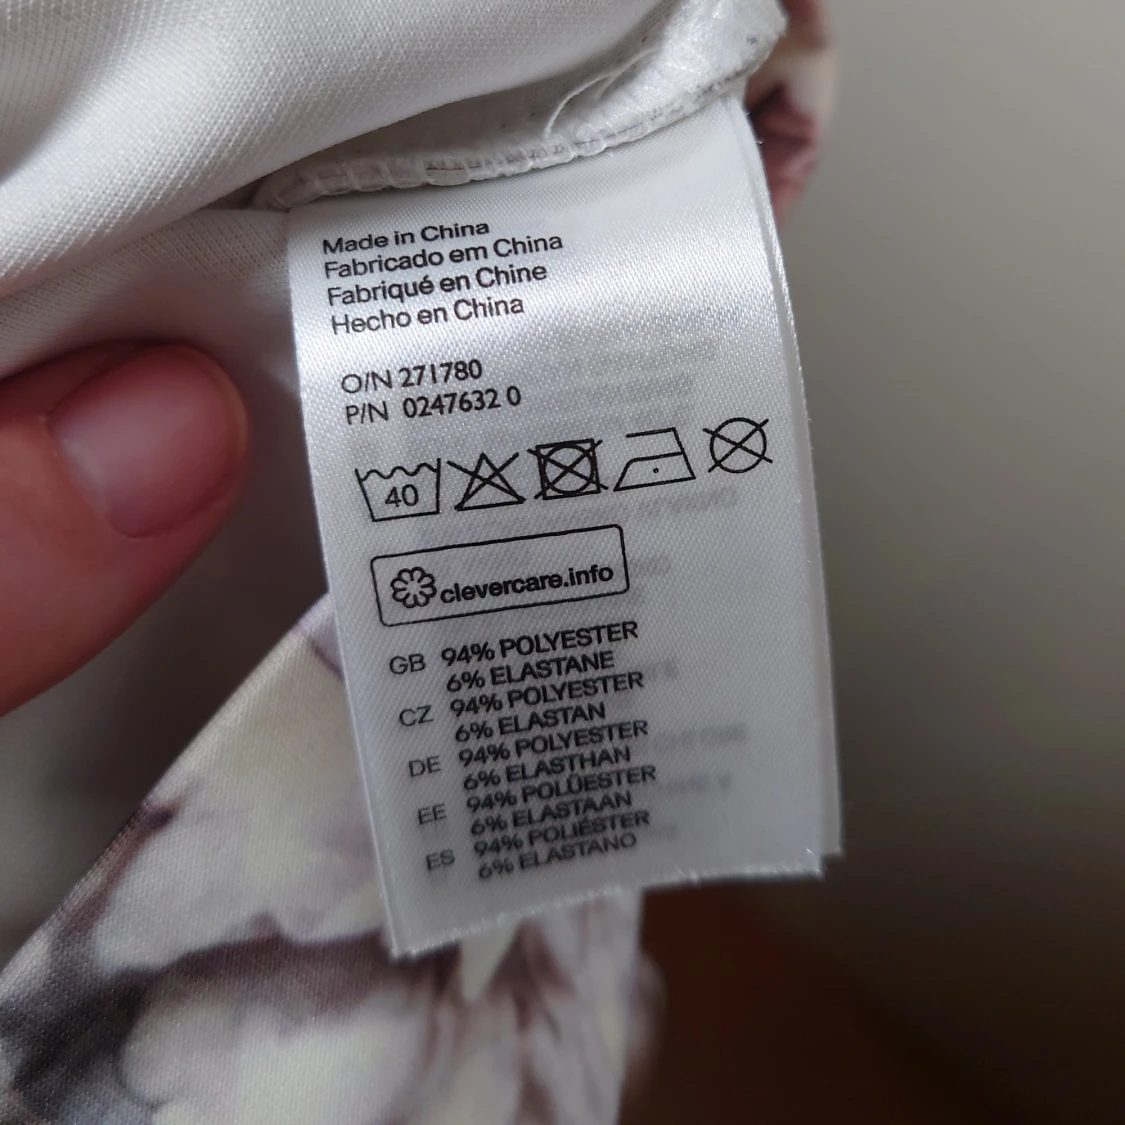 Made in China
Fabricado em China
Fabriqué en Chine
Hecho en China
O/N 271780
P/N 0247632 0
40
clevercare.info
GB 94% POLYESTER
6% ELASTANE
CZ 94% POLYESTER
6% ELASTAN
DE 94% POLYESTER
6% ELASTHAN
EE 94% POLÜESTER
6% ELASTAAN
ES 94% POLIÉSTER
6% ELASTANO